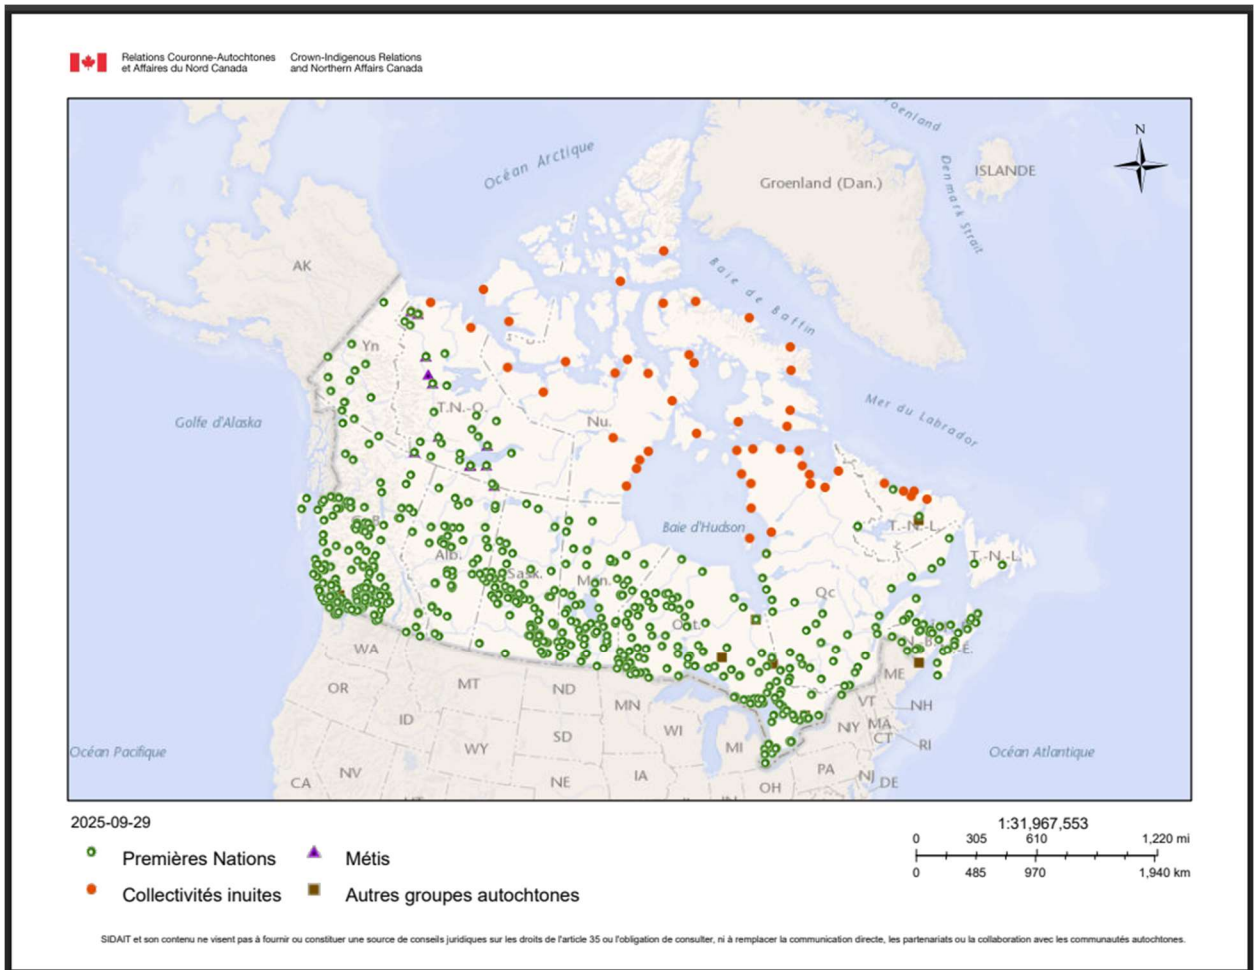 Relations Couronne-Autochtones
et Affaires du Nord Canada
Crown-Indigenous Relations
and Northern Affairs Canada
Groenland
Denmark Strait
N
Océan Arctique
ISLANDE
Groenland (Dan.)
AK
Baie de Baffin
Yn
Golfe d'Alaska
T.N.-O.
Nu.
Mer du Labrador
Baie d'Hudson
T.-N.-L.
T.-N.-L.
Alb.
Sask.
Man.
Qc
Ont.
WA
ME
OR
MT
ND
MN
VT
NH
ID
WI
NY
MA
CT
RI
SD
WY
MI
Océan Pacifique
Océan Atlantique
PA
NV
IA
NJ
CA
NE
OH
DE
2025-09-29
1:31,967,553
0 305 610 1,220 mi
0 485 970 1,940 km
Premières Nations
Métis
Collectivités inuites
Autres groupes autochtones
SIDAIT et son contenu ne visent pas à fournir ou constituer une source de conseils juridiques sur les droits de l'article 35 ou l'obligation de consulter, ni à remplacer la communication directe, les partenariats ou la collaboration avec les communautés autochtones.